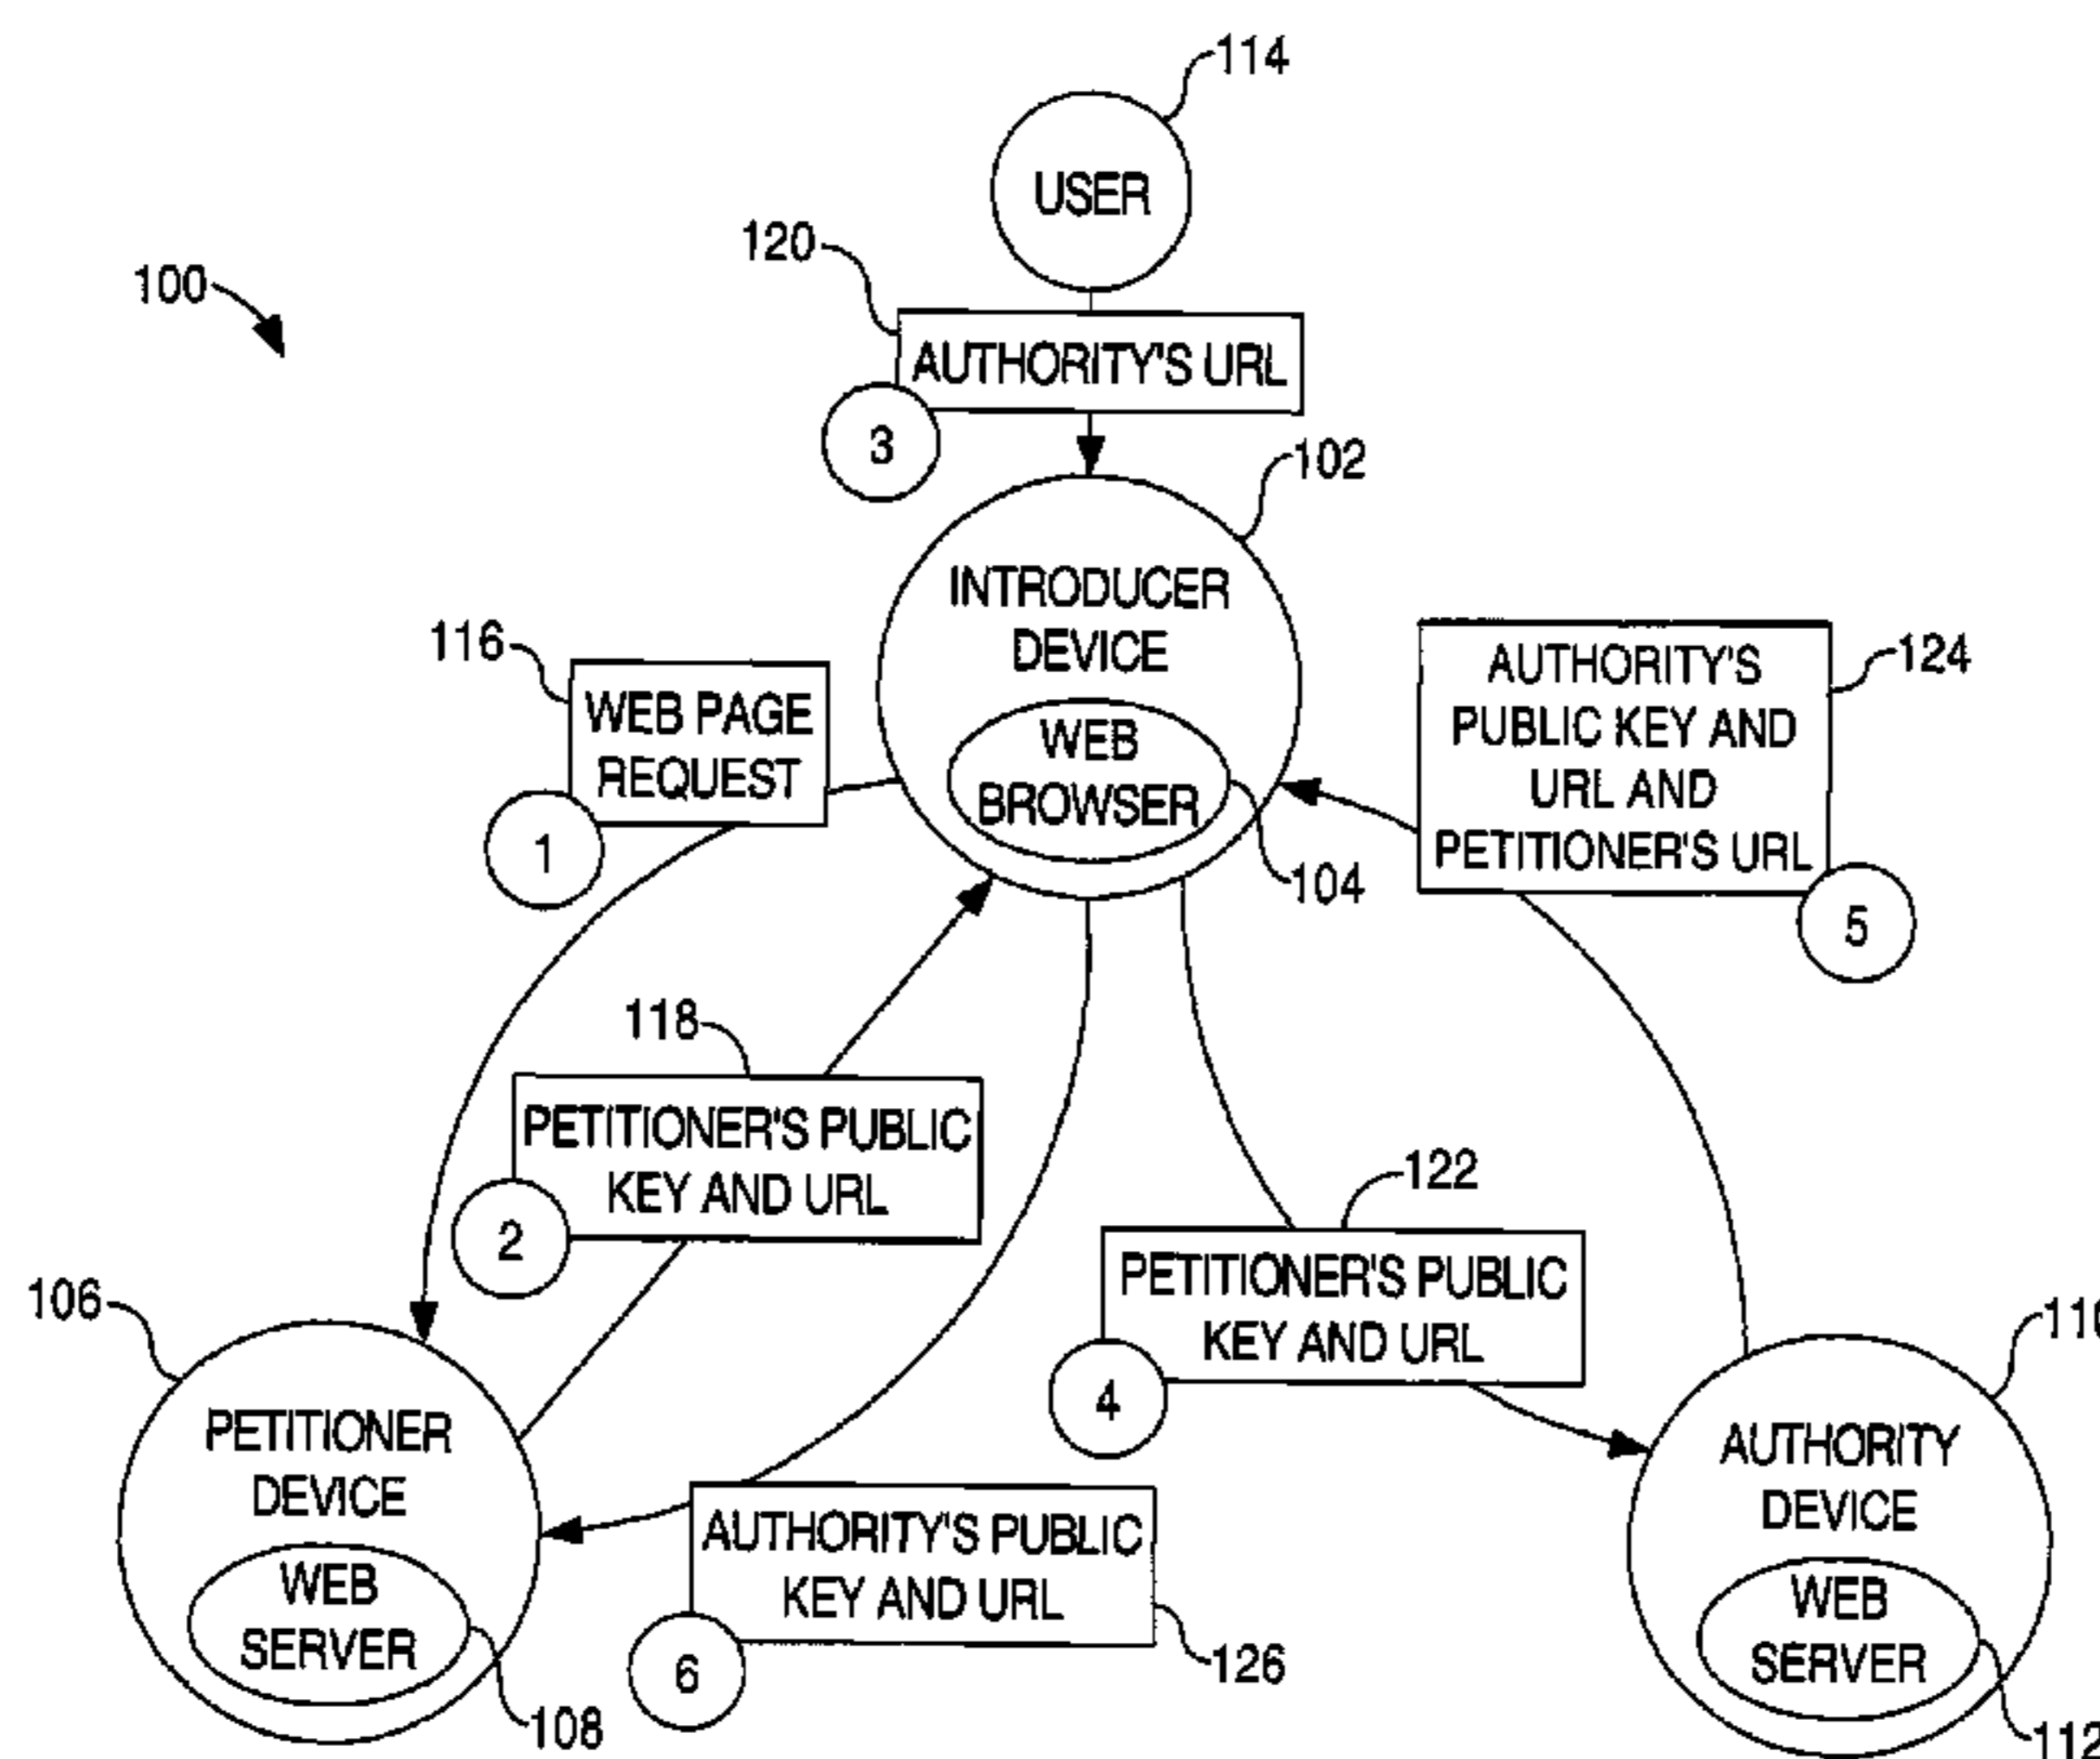 114
USER
120
100
AUTHORITY'S URL
3
102
INTRODUCER
DEVICE
WEB
BROWSER
104
116
WEB PAGE
REQUEST
1
AUTHORITY'S
PUBLIC KEY AND
URL AND
PETITIONER'S URL
124
5
118
PETITIONER'S PUBLIC
KEY AND URL
2
122
PETITIONER'S PUBLIC
KEY AND URL
4
106
PETITIONER
DEVICE
WEB
SERVER
108
AUTHORITY'S PUBLIC
KEY AND URL
6
126
110
AUTHORITY
DEVICE
WEB
SERVER
112